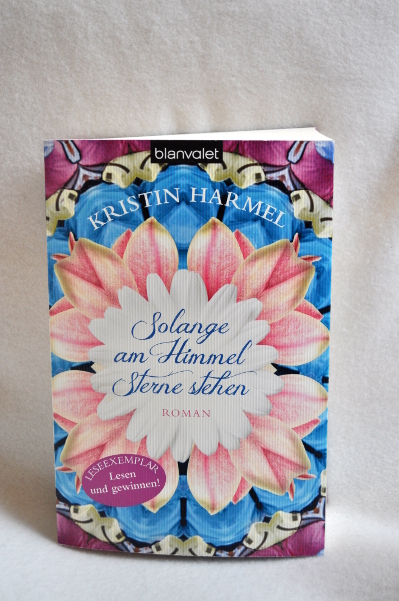 blanvalet
KRISTIN HARMEL
Solange
am Himmel
Sterne stehen
ROMAN
LESEEXEMPLAR
Lesen
und gewinnen!